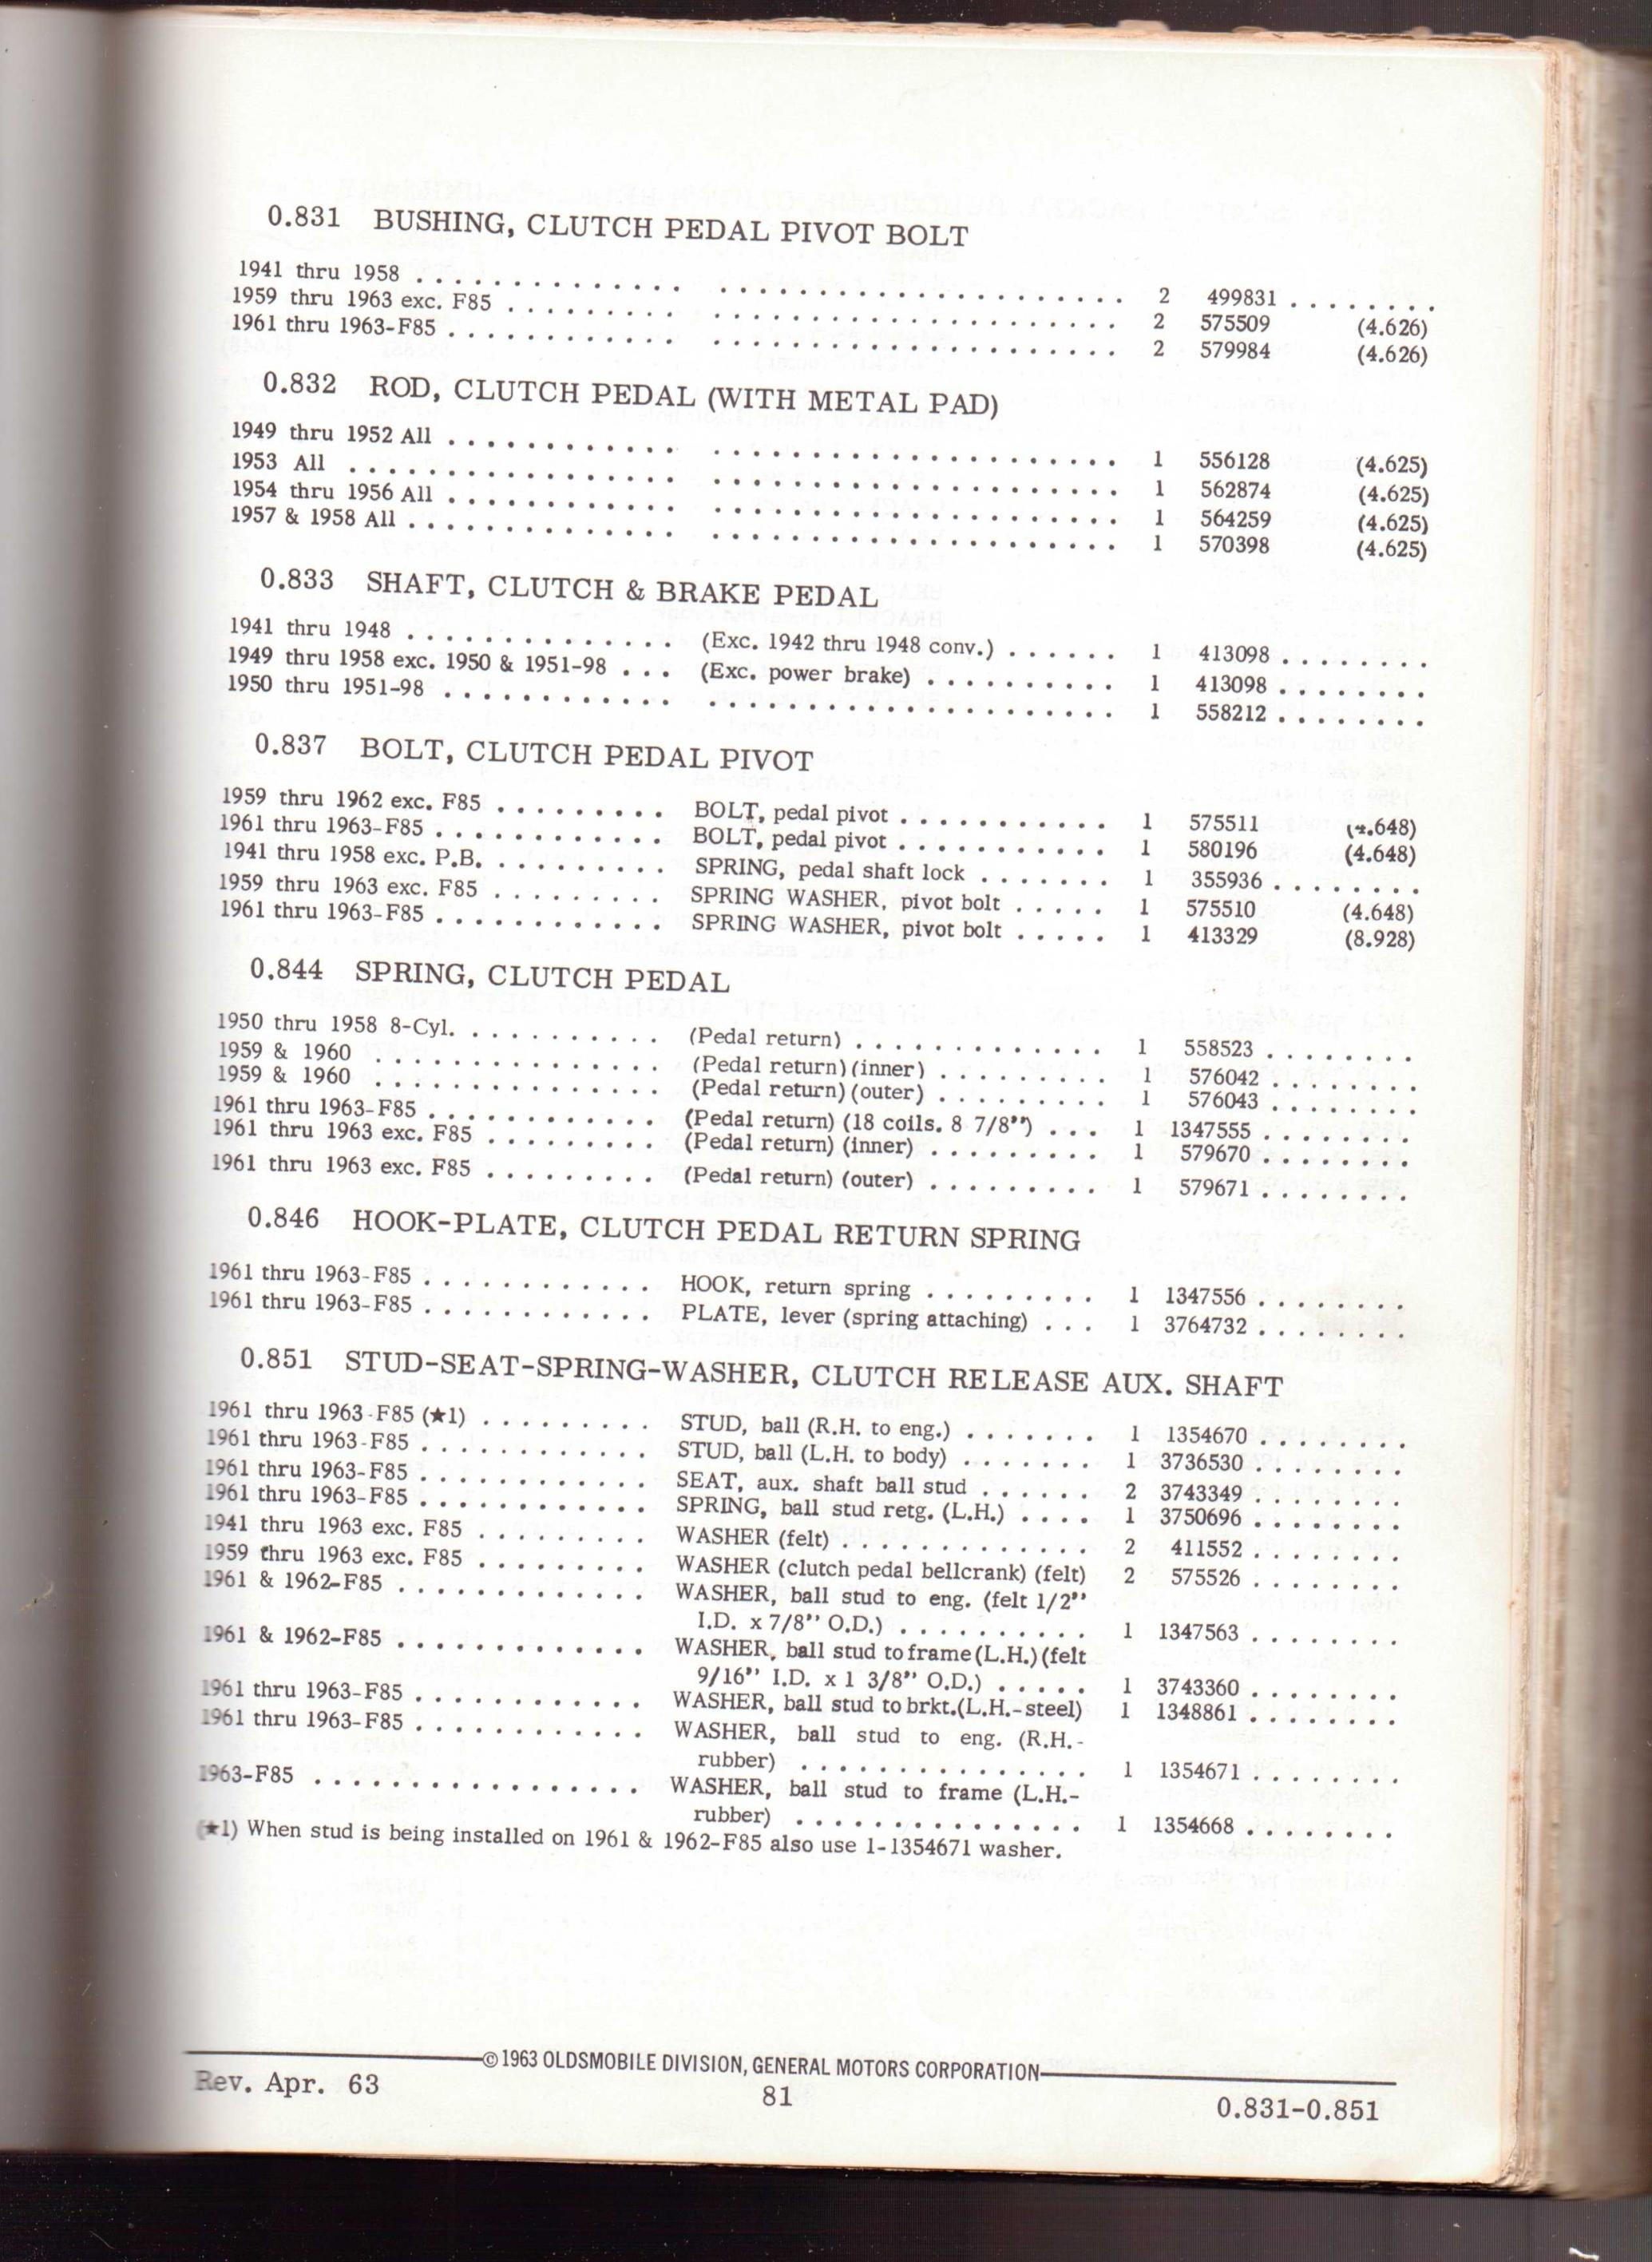 0.831 BUSHING, CLUTCH PEDAL PIVOT BOLT
1941 thru 1958 . . . . . . . . . . . . . . . . . . . . . . . . . . . . . . . . . . 2 499831 . . . . . . . .
1959 thru 1963 exc. F85 . . . . . . . . . . . . . . . . . . . . . . . . . . . . . 2 575509 (4.626)
1961 thru 1963-F85 . . . . . . . . . . . . . . . . . . . . . . . . . . . . . . . . 2 579984 (4.626)
0.832 ROD, CLUTCH PEDAL (WITH METAL PAD)
1949 thru 1952 All . . . . . . . . . . . . . . . . . . . . . . . . . . . . . . . . 1 556128 (4.625)
1953 All . . . . . . . . . . . . . . . . . . . . . . . . . . . . . . . . . . . . . 1 562874 (4.625)
1954 thru 1956 All . . . . . . . . . . . . . . . . . . . . . . . . . . . . . . . . 1 564259 (4.625)
1957 & 1958 All . . . . . . . . . . . . . . . . . . . . . . . . . . . . . . . . . . 1 570398 (4.625)
0.833 SHAFT, CLUTCH & BRAKE PEDAL
1941 thru 1948 . . . . . . . . . . . . . . (Exc. 1942 thru 1948 conv.) . . . . . . 1 413098 . . . . . . . .
1949 thru 1958 exc. 1950 & 1951-98 . . . (Exc. power brake) . . . . . . . . . . 1 413098 . . . . . . . .
1950 thru 1951-98 . . . . . . . . . . . . . . . . . . . . . . . . . . . . . . . . . 1 558212 . . . . . . . .
0.837 BOLT, CLUTCH PEDAL PIVOT
1959 thru 1962 exc. F85 . . . . . . . . . BOLT, pedal pivot . . . . . . . . . . . 1 575511 (4.648)
1961 thru 1963-F85 . . . . . . . . . . . . BOLT, pedal pivot . . . . . . . . . . . 1 580196 (4.648)
1941 thru 1958 exc. P.B. . . . . . . . . . SPRING, pedal shaft lock . . . . . . . 1 355936 . . . . . . . .
1959 thru 1963 exc. F85 . . . . . . . . . SPRING WASHER, pivot bolt . . . . . 1 575510 (4.648)
1961 thru 1963-F85 . . . . . . . . . . . . SPRING WASHER, pivot bolt . . . . . 1 413329 (8.928)
0.844 SPRING, CLUTCH PEDAL
1950 thru 1958 8-Cyl. . . . . . . . . . . (Pedal return) . . . . . . . . . . . . . 1 558523 . . . . . . . .
1959 & 1960 . . . . . . . . . . . . . . . (Pedal return) (inner) . . . . . . . . . 1 576042 . . . . . . . .
1959 & 1960 . . . . . . . . . . . . . . . (Pedal return) (outer) . . . . . . . . . 1 576043 . . . . . . . .
1961 thru 1963-F85 . . . . . . . . . . . . (Pedal return) (18 coils. 8 7/8") . . . 1 1347555 . . . . . . . .
1961 thru 1963 exc. F85 . . . . . . . . . (Pedal return) (inner) . . . . . . . . . 1 579670 . . . . . . . .
1961 thru 1963 exc. F85 . . . . . . . . . (Pedal return) (outer) . . . . . . . . . 1 579671 . . . . . . . .
0.846 HOOK-PLATE, CLUTCH PEDAL RETURN SPRING
1961 thru 1963-F85 . . . . . . . . . . . . HOOK, return spring . . . . . . . . . 1 1347556 . . . . . . . .
1961 thru 1963-F85 . . . . . . . . . . . . PLATE, lever (spring attaching) . . . 1 3764732 . . . . . . . .
0.851 STUD-SEAT-SPRING-WASHER, CLUTCH RELEASE AUX. SHAFT
1961 thru 1963-F85 (★1) . . . . . . . . . STUD, ball (R.H. to eng.) . . . . . . . 1 1354670 . . . . . . . .
1961 thru 1963-F85 . . . . . . . . . . . . STUD, ball (L.H. to body) . . . . . . . 1 3736530 . . . . . . . .
1961 thru 1963-F85 . . . . . . . . . . . . SEAT, aux. shaft ball stud . . . . . . 2 3743349 . . . . . . . .
1961 thru 1963-F85 . . . . . . . . . . . . SPRING, ball stud retg. (L.H.) . . . . 1 3750696 . . . . . . . .
1941 thru 1963 exc. F85 . . . . . . . . . WASHER (felt) . . . . . . . . . . . . . 2 411552 . . . . . . . .
1959 thru 1963 exc. F85 . . . . . . . . . WASHER (clutch pedal bellcrank) (felt) 2 575526 . . . . . . . .
1961 & 1962-F85 . . . . . . . . . . . . . WASHER, ball stud to eng. (felt 1/2"
I.D. x 7/8" O.D.) . . . . . . . . . . 1 1347563 . . . . . . . .
1961 & 1962-F85 . . . . . . . . . . . . . WASHER, ball stud to frame (L.H.) (felt
9/16" I.D. x 1 3/8" O.D.) . . . . . 1 3743360 . . . . . . . .
1961 thru 1963-F85 . . . . . . . . . . . . WASHER, ball stud to brkt.(L.H.-steel) 1 1348861 . . . . . . . .
1961 thru 1963-F85 . . . . . . . . . . . . WASHER, ball stud to eng. (R.H.-
rubber) . . . . . . . . . . . . . . . 1 1354671 . . . . . . . .
1963-F85 . . . . . . . . . . . . . . . . . WASHER, ball stud to frame (L.H.-
rubber) . . . . . . . . . . . . . . . 1 1354668 . . . . . . . .
(★1) When stud is being installed on 1961 & 1962-F85 also use 1-1354671 washer.
©1963 OLDSMOBILE DIVISION, GENERAL MOTORS CORPORATION
Rev. Apr. 63
81
0.831-0.851